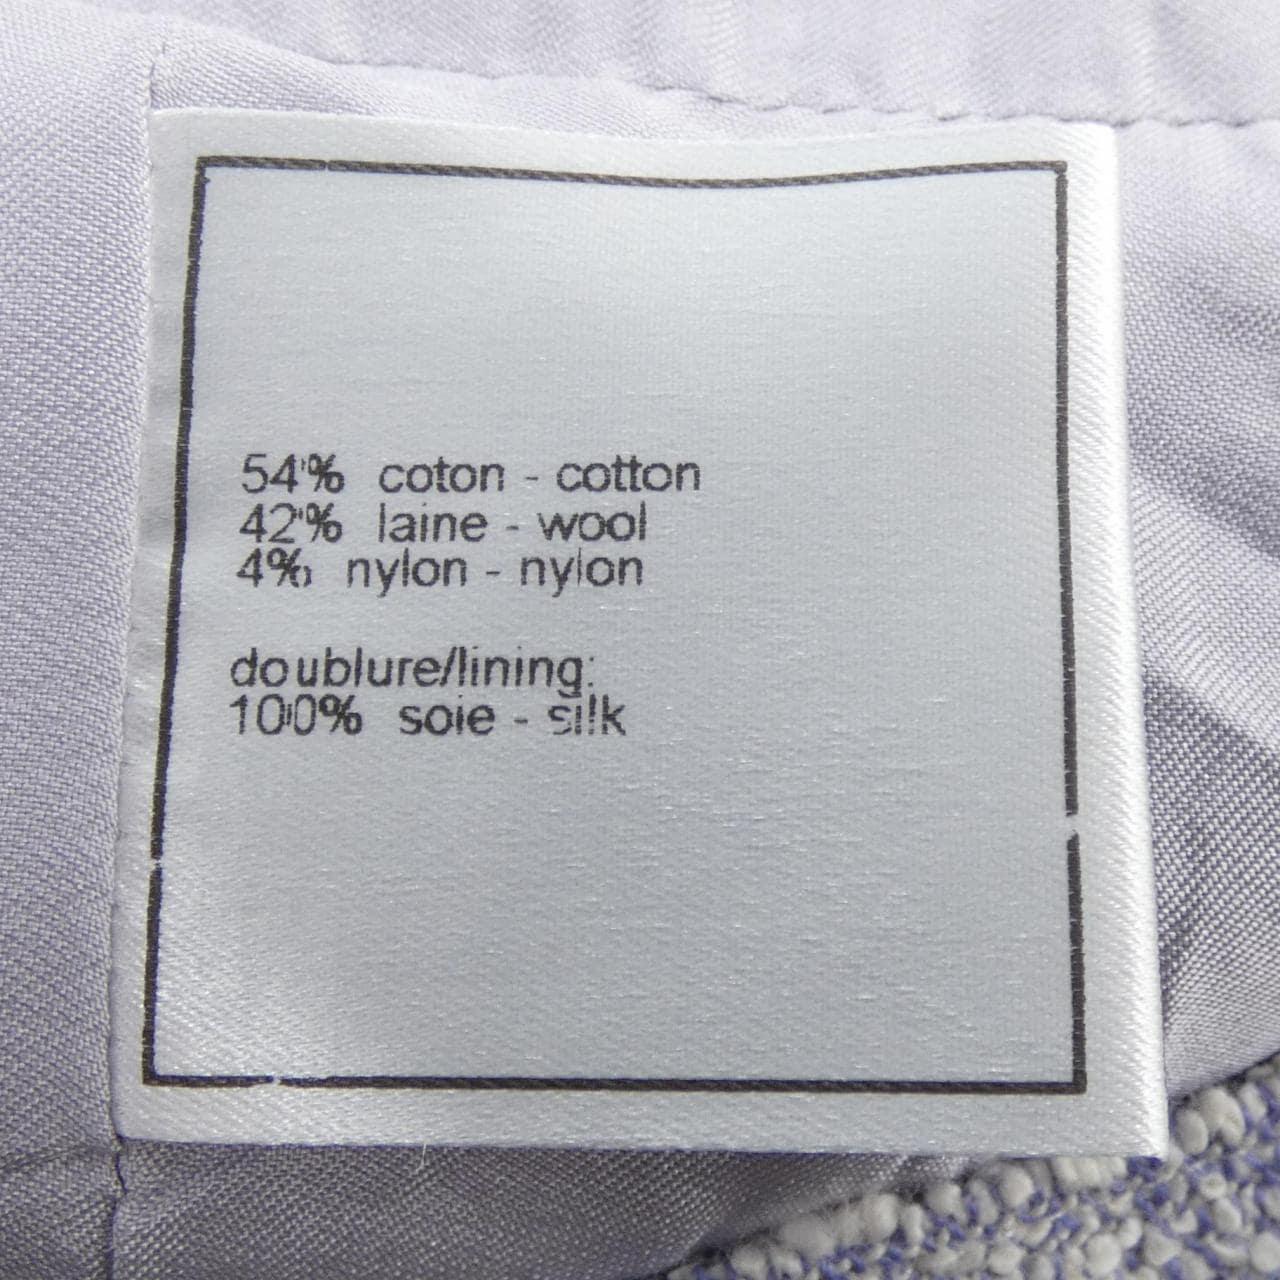 54% coton - cotton
42% laine - wool
4% nylon - nylon
doublure/lining:
100% soie - silk